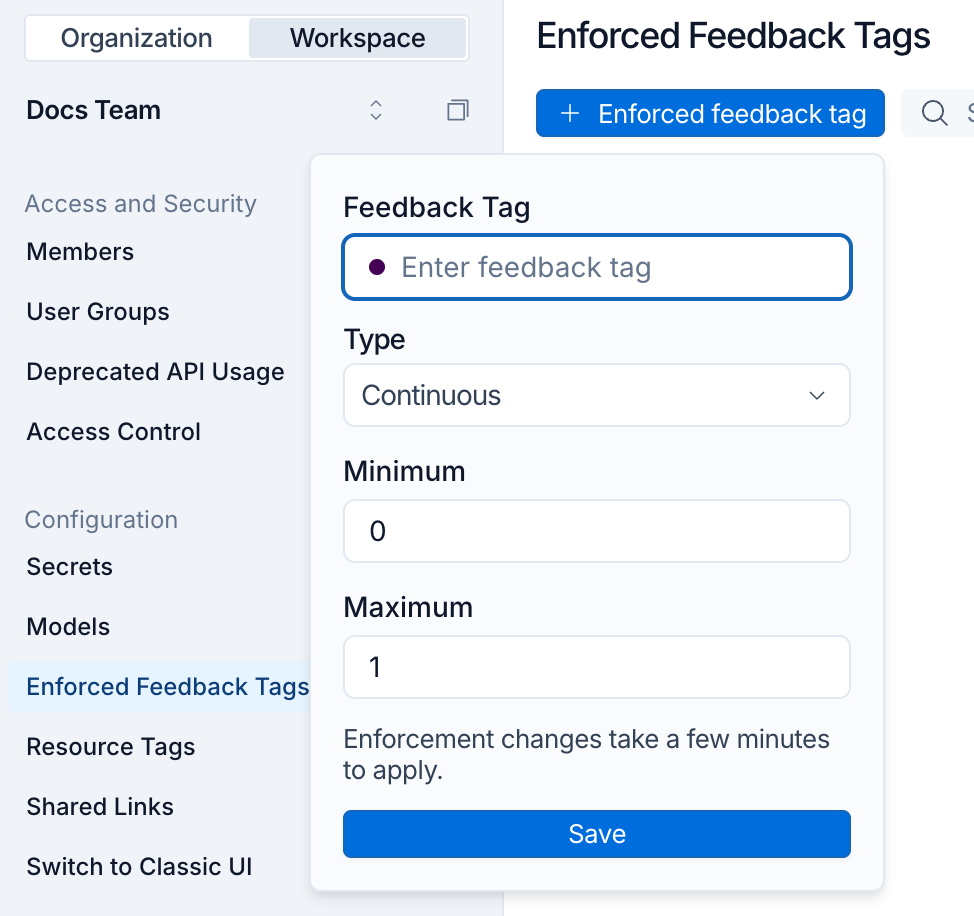 Organization
Workspace
Docs Team
Access and Security
Members
User Groups
Deprecated API Usage
Access Control
Configuration
Secrets
Models
Enforced Feedback Tags
Resource Tags
Shared Links
Switch to Classic UI
Enforced Feedback Tags
Enforced feedback tag
Feedback Tag
Enter feedback tag
Type
Continuous
Minimum
0
Maximum
1
Enforcement changes take a few minutes
to apply.
Save